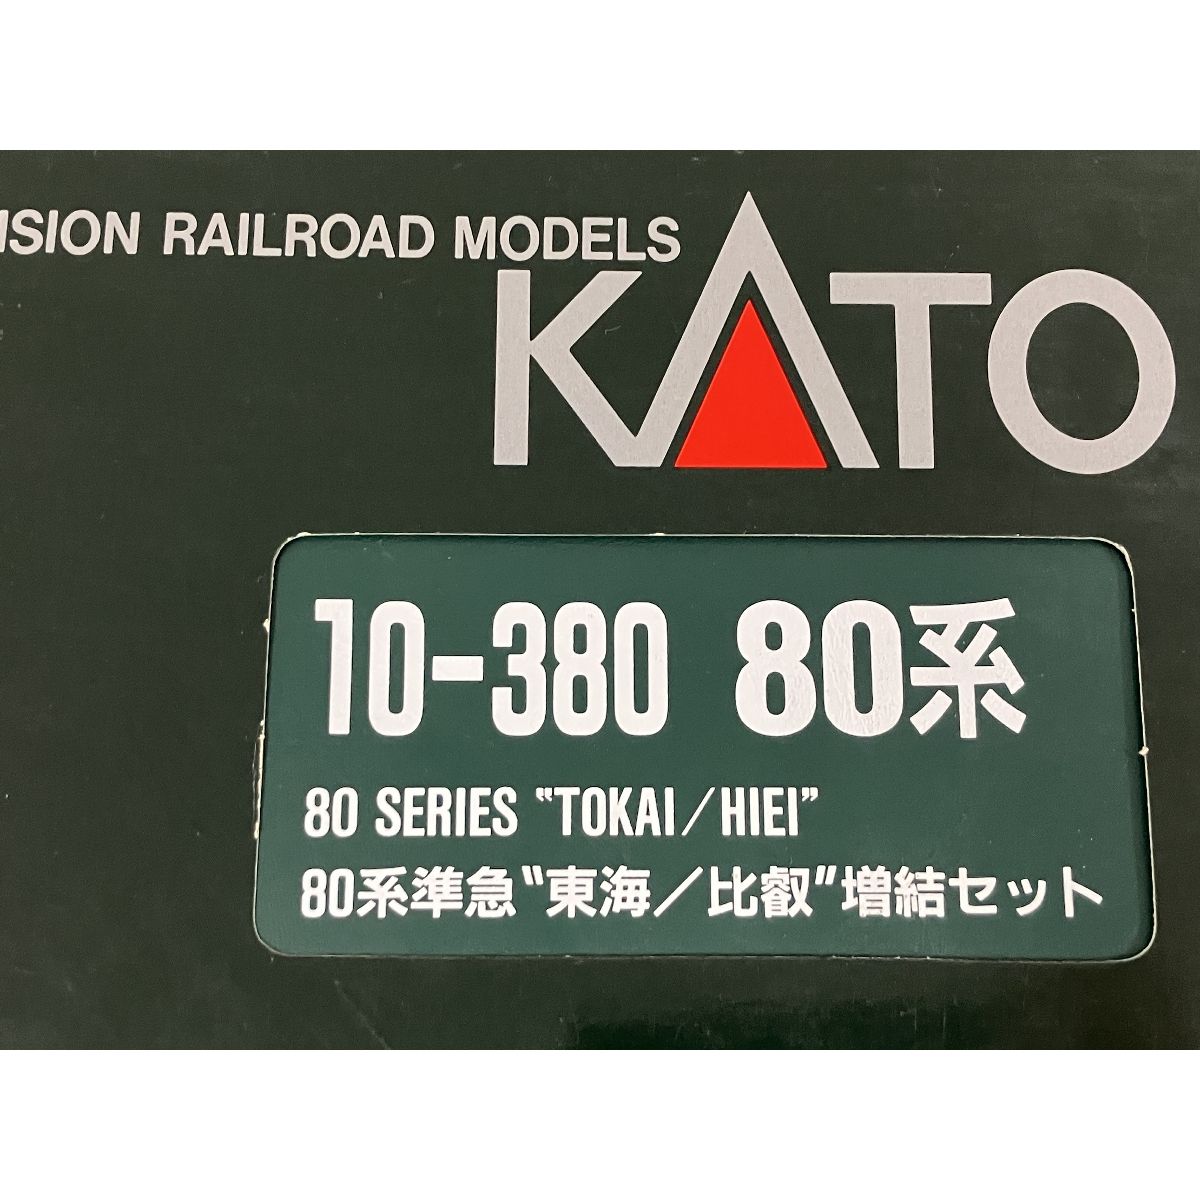 ISION RAILROAD MODELS
KATO
10-380 80系
80 SERIES "TOKAI/HIEI"
80系準急"東海/比叡"増結セット